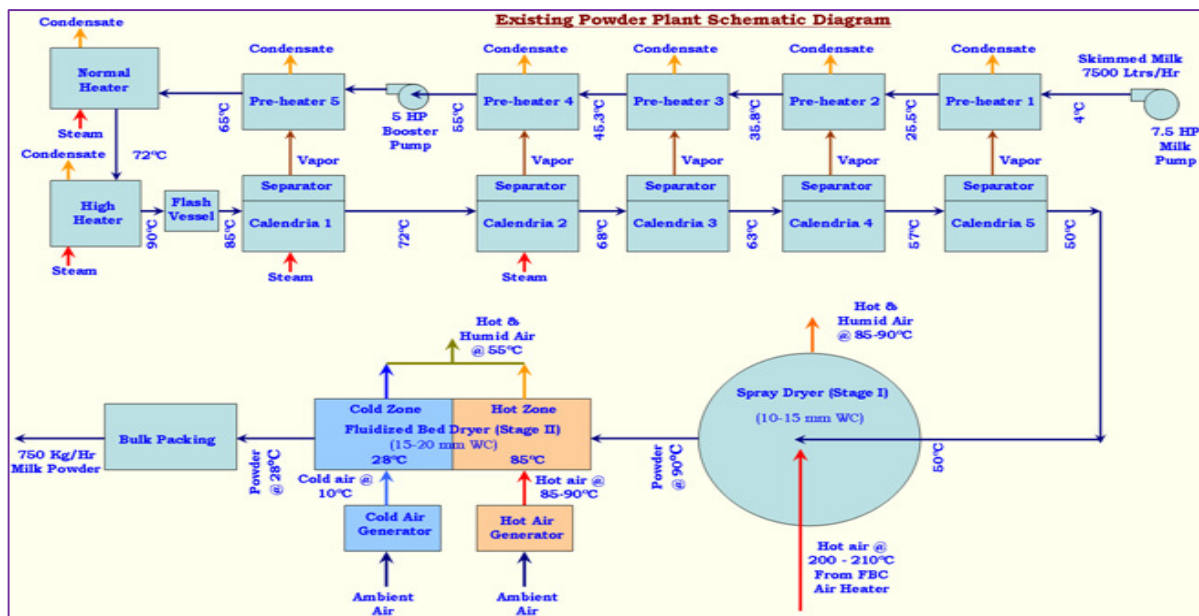 Existing Powder Plant Schematic Diagram
Condensate
Normal
Heater
Steam
Condensate
72°C
High
Heater
Steam
90°C
Flash
Vessel
85°C
Condensate
Pre-heater 5
65°C
Vapor
Separator
Calendria 1
Steam
72°C
5 HP
Booster
Pump
55°C
Condensate
Pre-heater 4
45.3°C
Vapor
Separator
Calendria 2
Steam
68°C
Condensate
Pre-heater 3
35.8°C
Vapor
Separator
Calendria 3
63°C
Condensate
Pre-heater 2
25.5°C
Vapor
Separator
Calendria 4
57°C
Condensate
Pre-heater 1
4°C
Vapor
Separator
Calendria 5
50°C
Skimmed Milk
7500 Ltrs/Hr
7.5 HP
Milk
Pump
Hot &
Humid Air
@ 85-90°C
Spray Dryer (Stage I)
(10-15 mm WC)
50°C
Hot air @
200 - 210°C
From FBC
Air Heater
Powder
@ 90°C
Hot &
Humid Air
@ 55°C
Cold Zone
Hot Zone
Fluidized Bed Dryer (Stage II)
(15-20 mm WC)
28°C
85°C
Cold air @
10°C
Hot air @
85-90°C
Cold Air
Generator
Hot Air
Generator
Ambient
Air
Ambient
Air
Powder
@ 28°C
Bulk Packing
750 Kg/Hr
Milk Powder